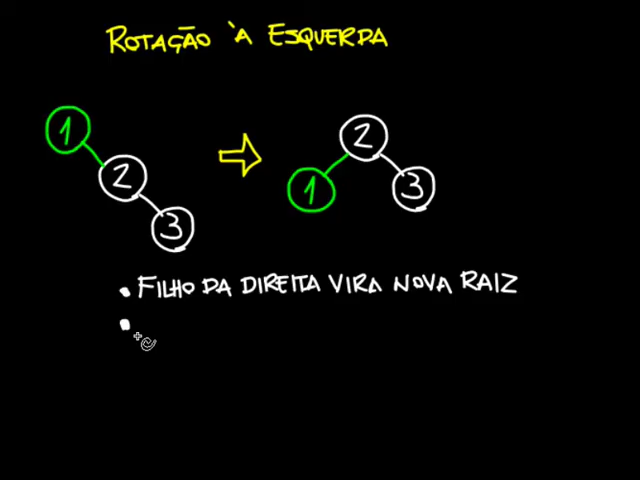 ROTAÇÃO À ESQUERDA
1 2
2 1 3
3
• FILHO DA DIREITA VIRA NOVA RAIZ
•